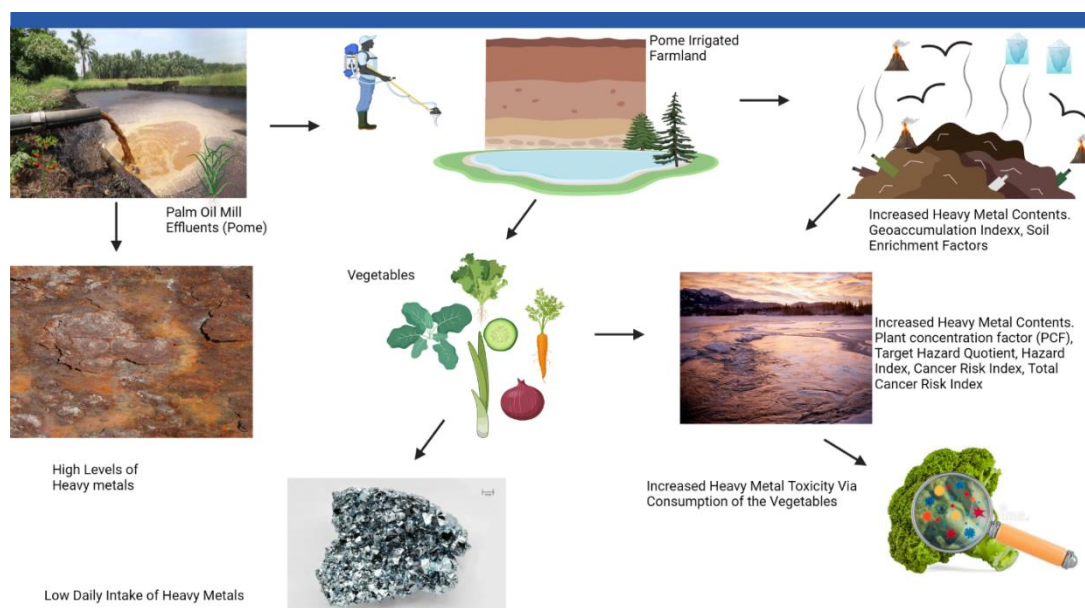 Pome Irrigated
Farmland
Palm Oil Mill
Effluents (Pome)
Increased Heavy Metal Contents.
Geoaccumulation Indexx, Soil
Enrichment Factors
Vegetables
Increased Heavy Metal Contents.
Plant concentration factor (PCF),
Target Hazard Quotient, Hazard
Index, Cancer Risk Index, Total
Cancer Risk Index
High Levels of
Heavy metals
Increased Heavy Metal Toxicity Via
Consumption of the Vegetables
Low Daily Intake of Heavy Metals